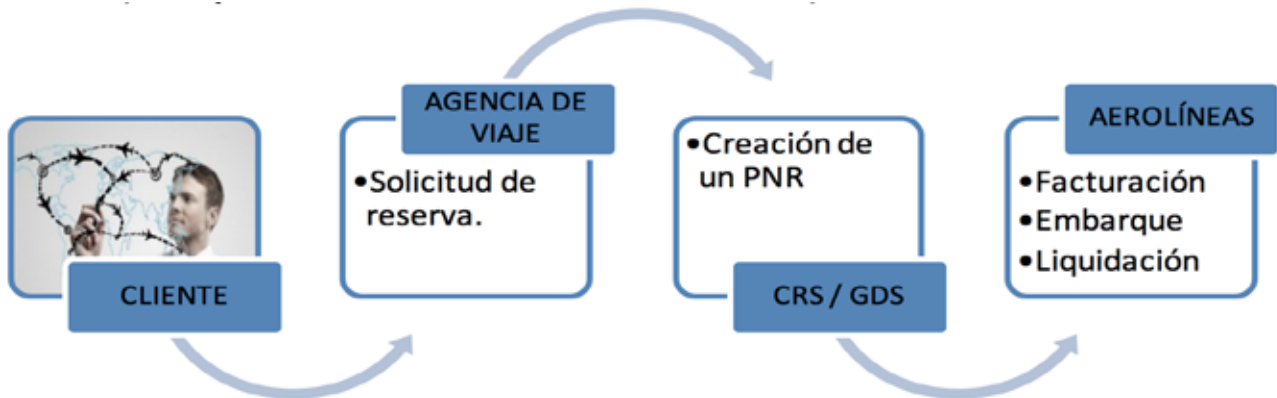 CLIENTE
AGENCIA DE
VIAJE
•Solicitud de
reserva.
•Creación de
un PNR
CRS / GDS
AEROLÍNEAS
•Facturación
•Embarque
•Liquidación